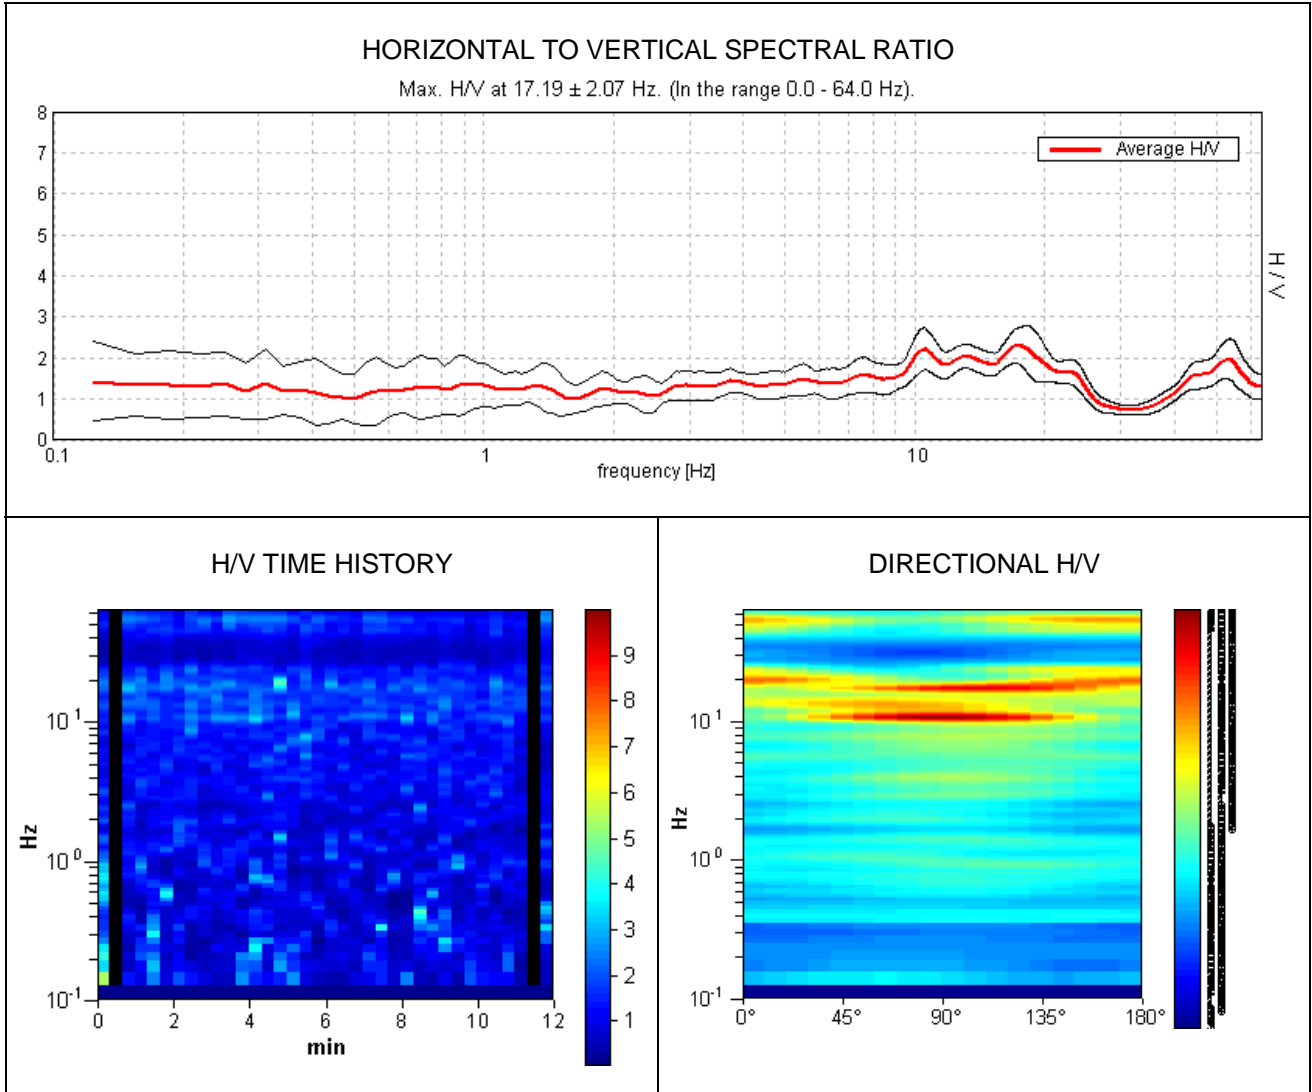 HORIZONTAL TO VERTICAL SPECTRAL RATIO
Max. H/V at 17.19 ± 2.07 Hz. (In the range 0.0 - 64.0 Hz).
8
7
6
5
4
3
2
1
0
Average H/V
H / V
0.1 1 10
frequency [Hz]
H/V TIME HISTORY
Hz
10¹
10⁰
10⁻¹
0 2 4 6 8 10 12
min
9
8
7
6
5
4
3
2
1
DIRECTIONAL H/V
Hz
10¹
10⁰
10⁻¹
0° 45° 90° 135° 180°